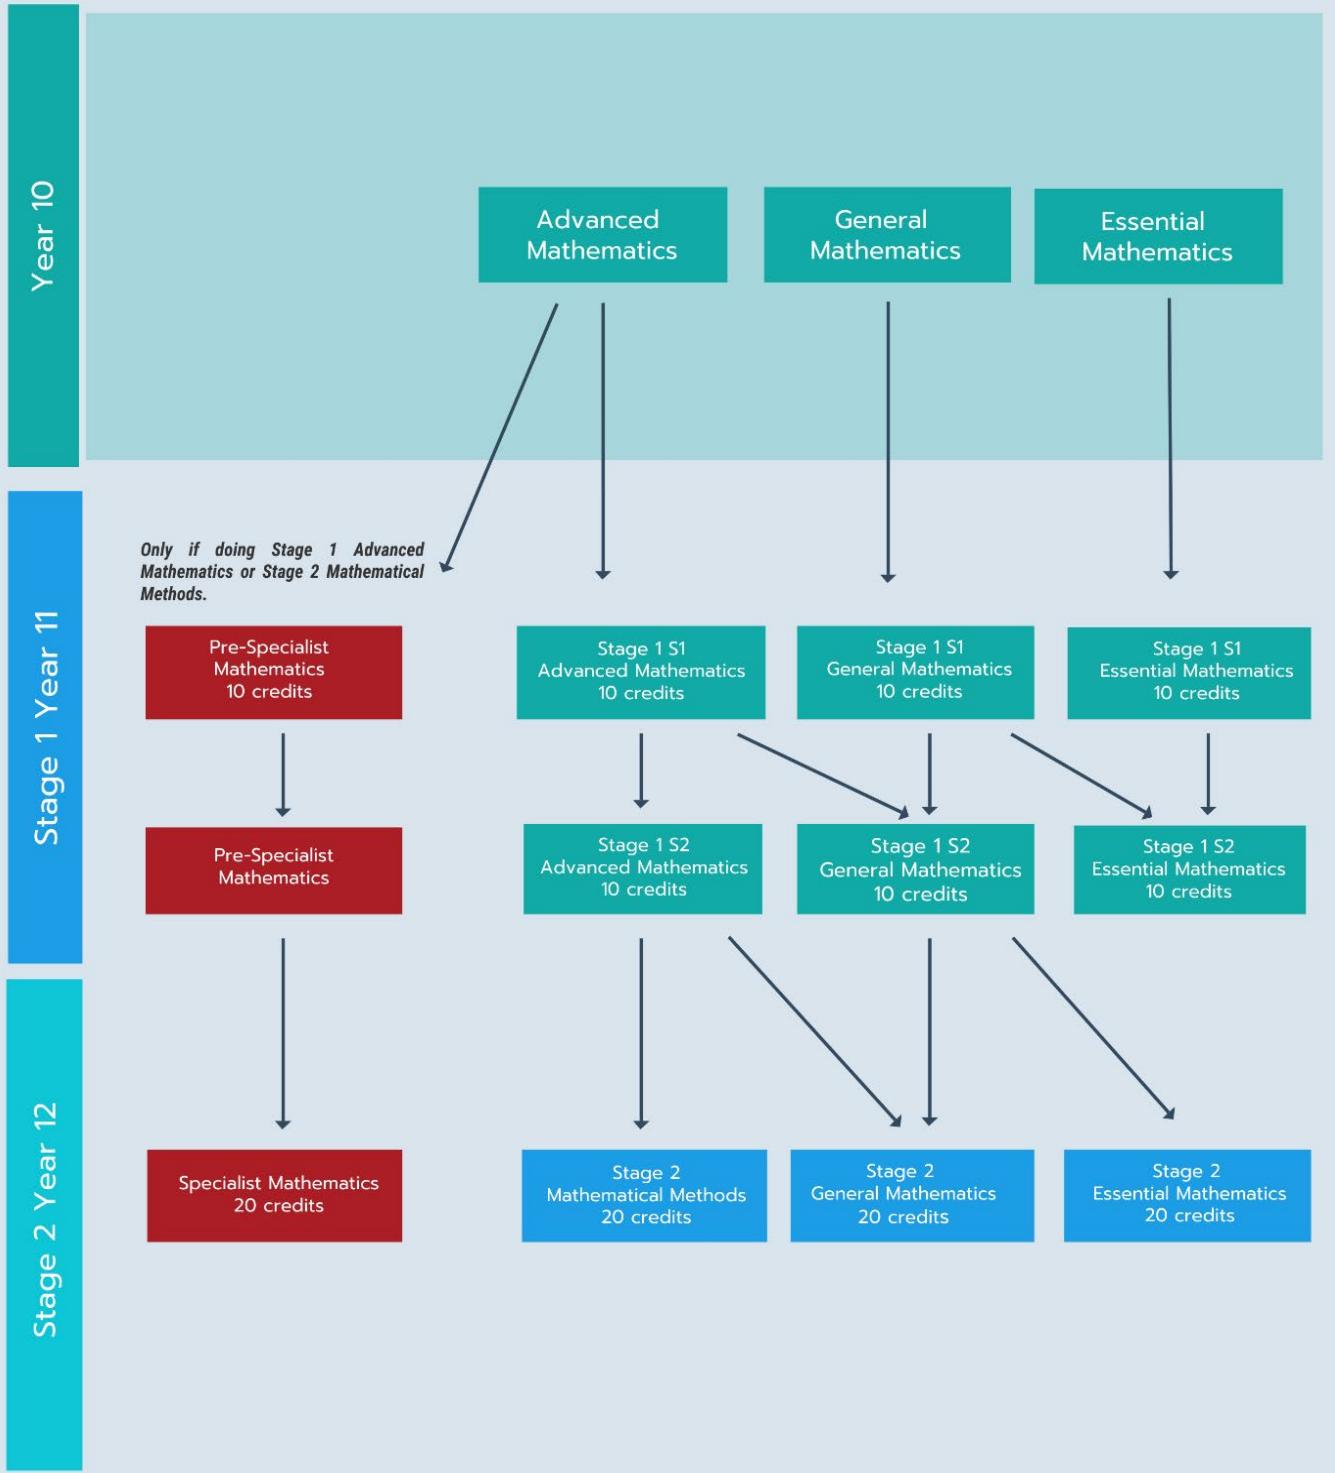 Year 10
Advanced
Mathematics
General
Mathematics
Essential
Mathematics
Stage 1 Year 11
Only if doing Stage 1 Advanced
Mathematics or Stage 2 Mathematical
Methods.
Pre-Specialist
Mathematics
10 credits
Stage 1 S1
Advanced Mathematics
10 credits
Stage 1 S1
General Mathematics
10 credits
Stage 1 S1
Essential Mathematics
10 credits
Pre-Specialist
Mathematics
Stage 1 S2
Advanced Mathematics
10 credits
Stage 1 S2
General Mathematics
10 credits
Stage 1 S2
Essential Mathematics
10 credits
Stage 2 Year 12
Specialist Mathematics
20 credits
Stage 2
Mathematical Methods
20 credits
Stage 2
General Mathematics
20 credits
Stage 2
Essential Mathematics
20 credits